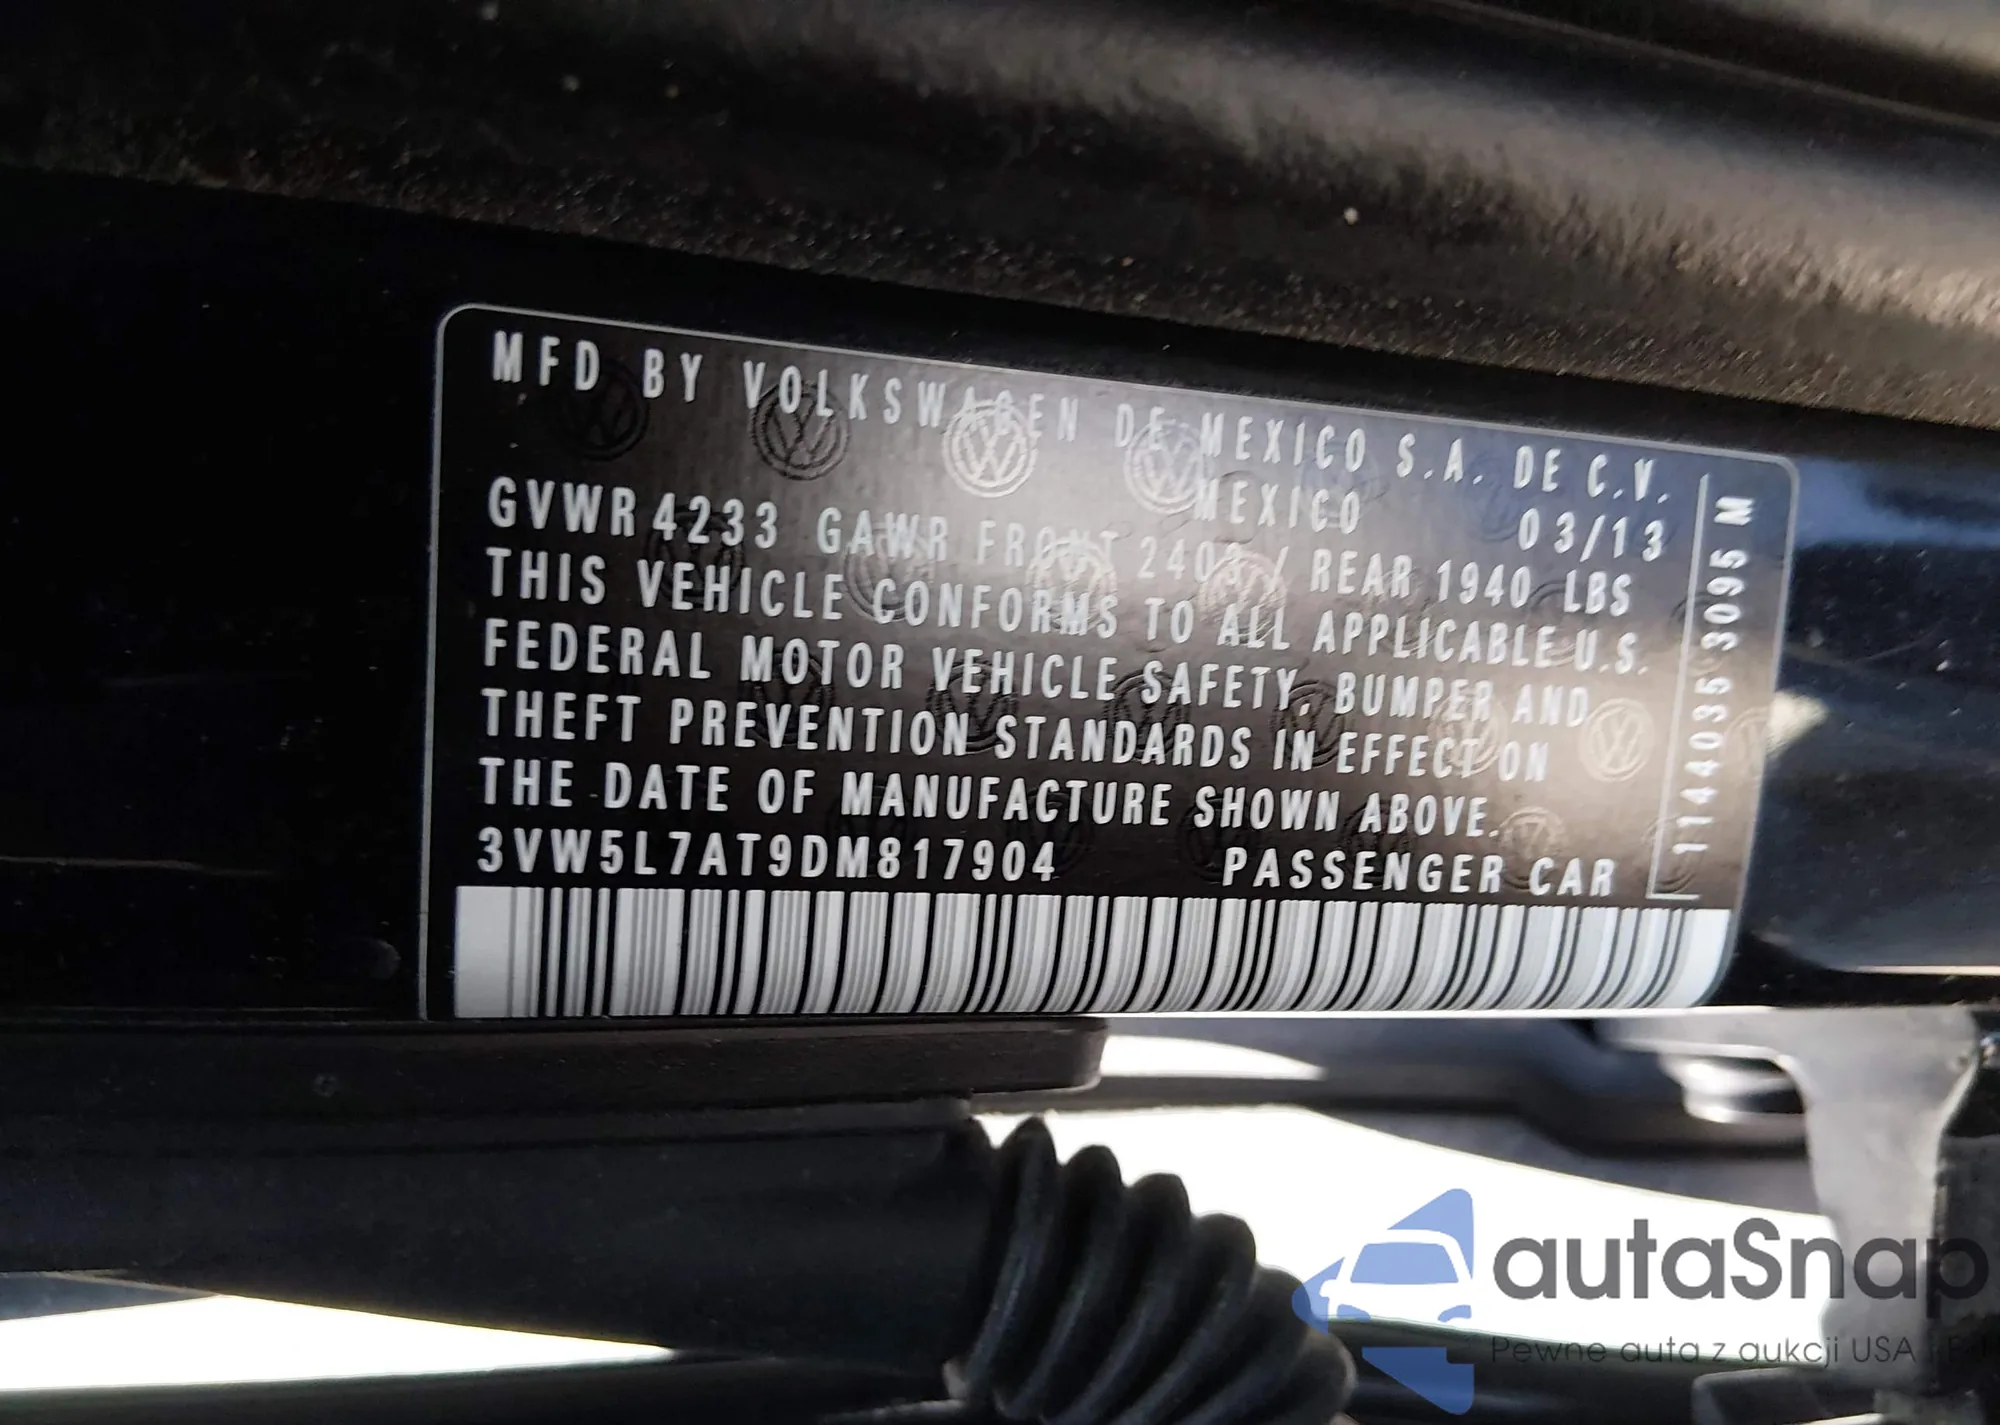 MFD BY VOLKSWAGEN DE MEXICO S.A. DE C.V.
MEXICO 03/13
GVWR 4233 GAWR FRONT 2403 / REAR 1940 LBS
THIS VEHICLE CONFORMS TO ALL APPLICABLE U.S.
FEDERAL MOTOR VEHICLE SAFETY, BUMPER AND
THEFT PREVENTION STANDARDS IN EFFECT ON
THE DATE OF MANUFACTURE SHOWN ABOVE.
3VW5L7AT9DM817904 PASSENGER CAR
1144035 3095 M
autaSnap
Pewne auta z aukcji USA i